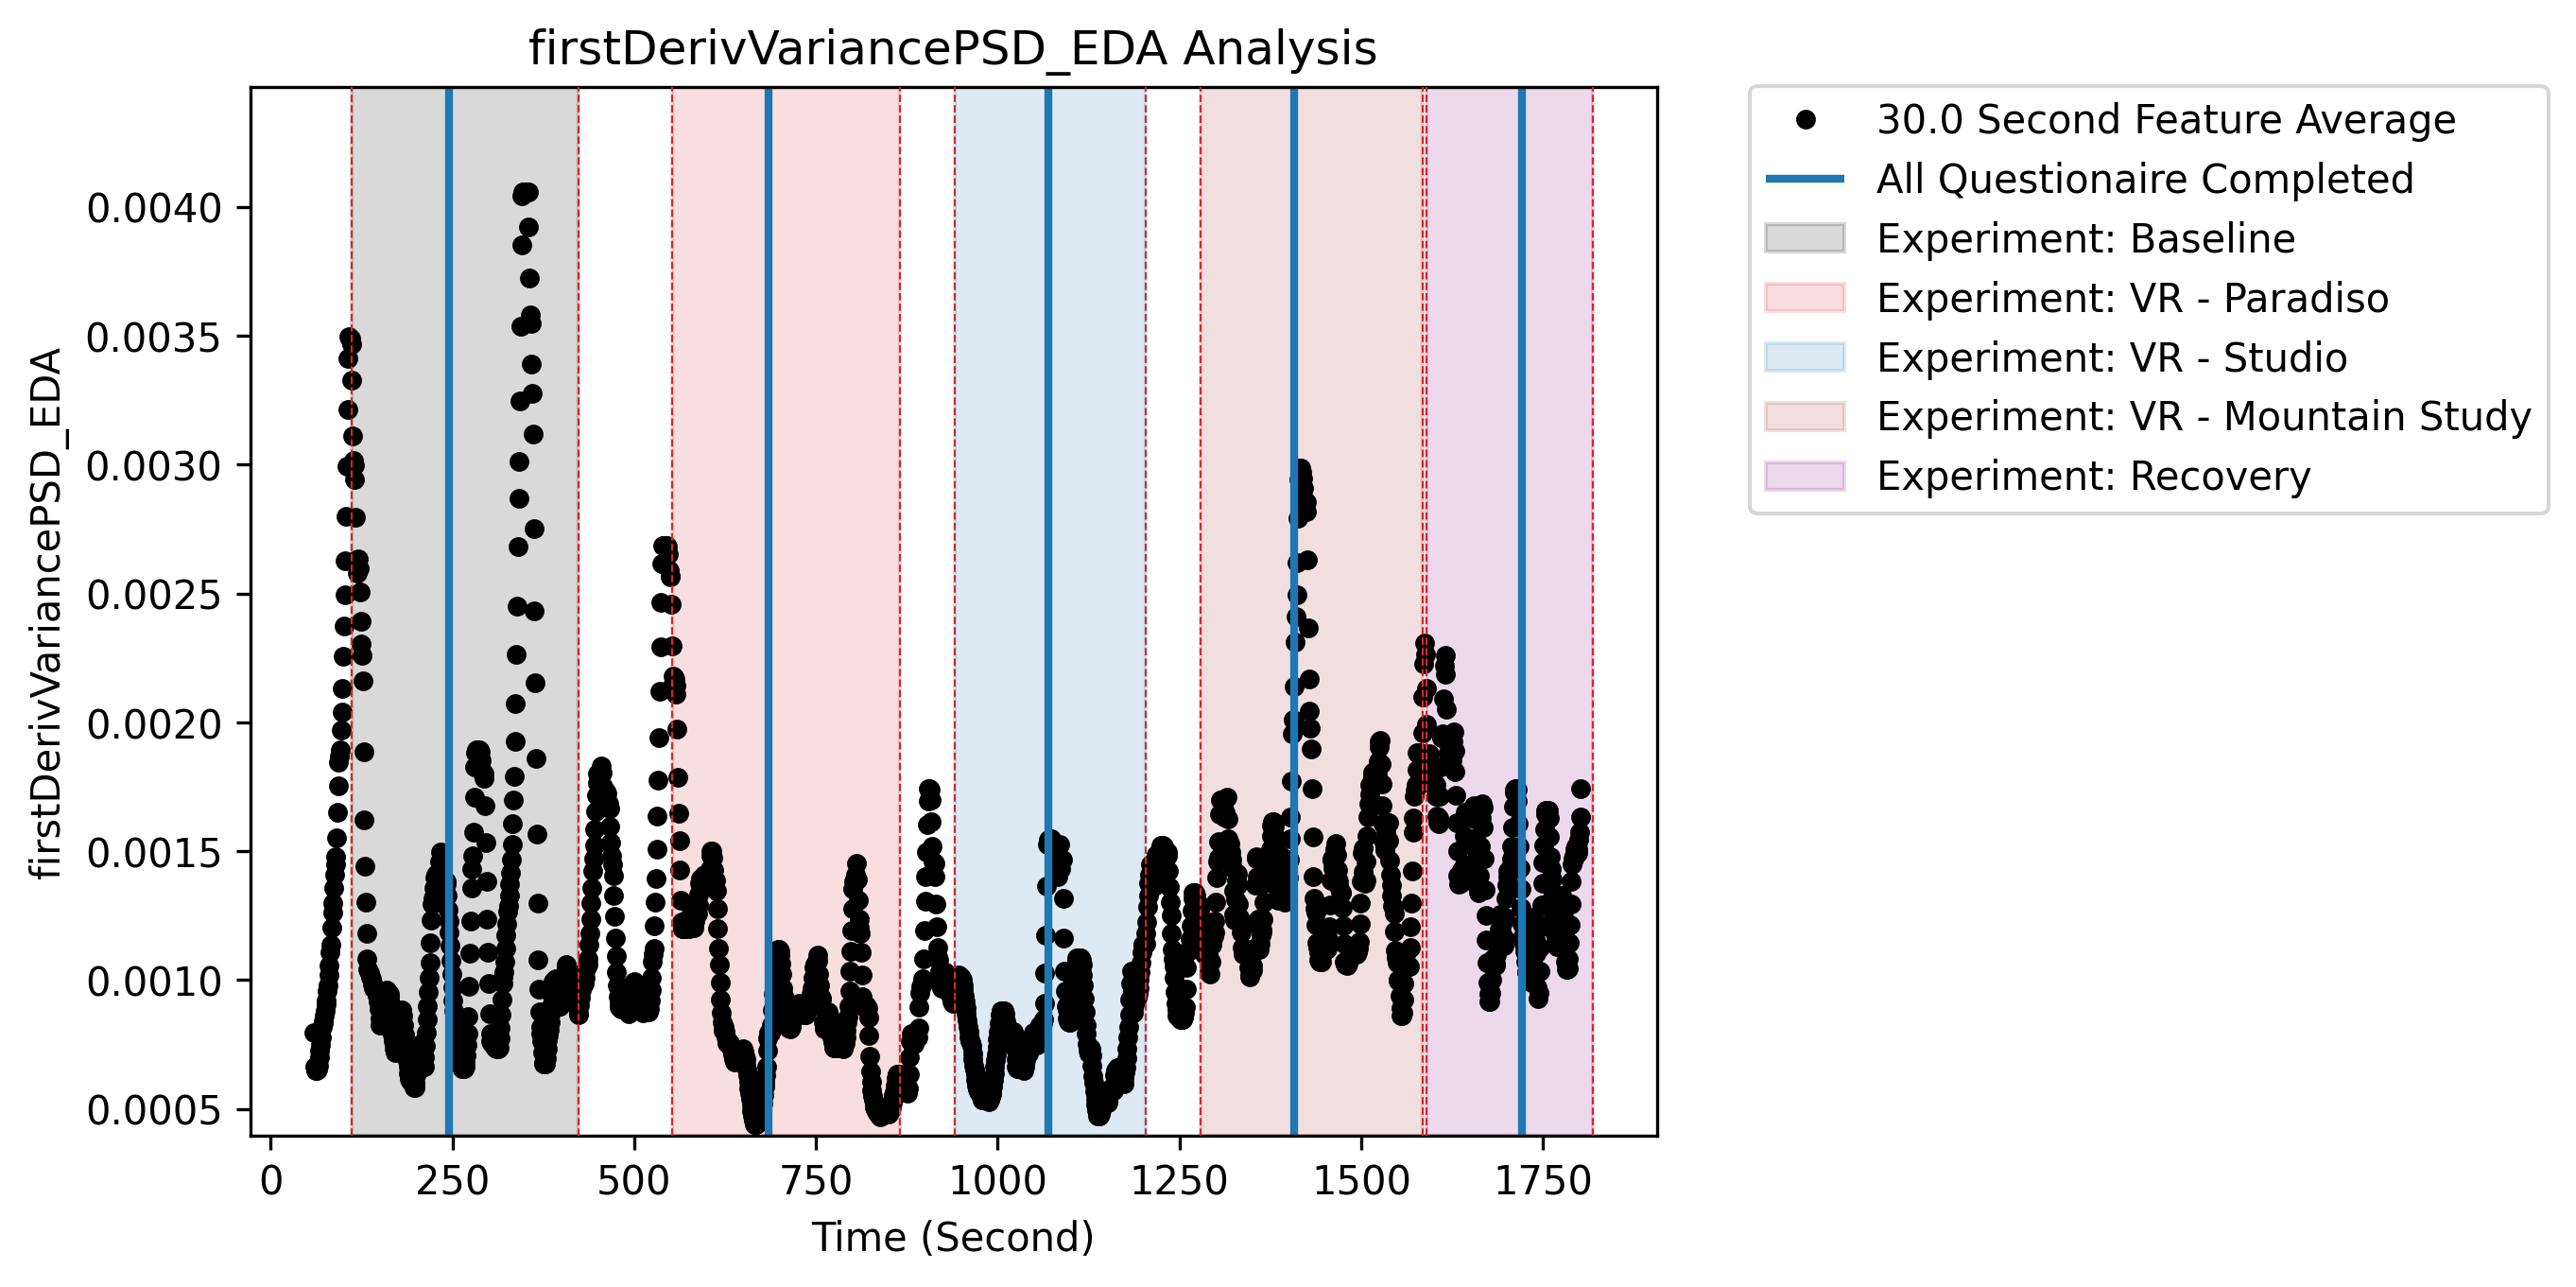 firstDerivVariancePSD_EDA Analysis
firstDerivVariancePSD_EDA
0.0040
0.0035
0.0030
0.0025
0.0020
0.0015
0.0010
0.0005
0 250 500 750 1000 1250 1500 1750
Time (Second)
30.0 Second Feature Average
All Questionaire Completed
Experiment: Baseline
Experiment: VR - Paradiso
Experiment: VR - Studio
Experiment: VR - Mountain Study
Experiment: Recovery